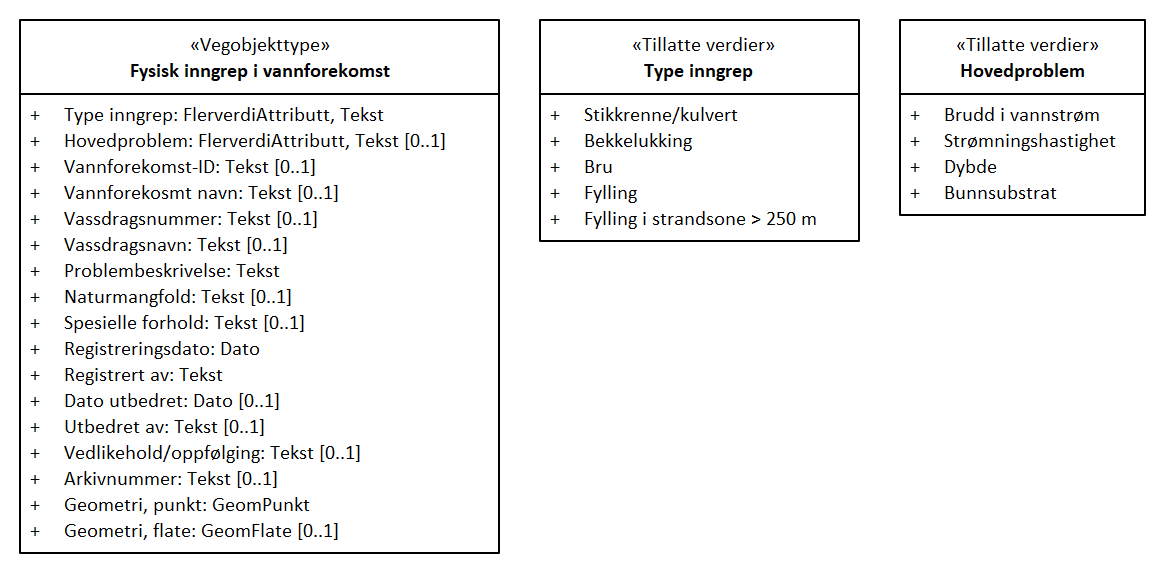 «Vegobjekttype»
Fysisk inngrep i vannforekomst
+ Type inngrep: FlerverdiAttributt, Tekst
+ Hovedproblem: FlerverdiAttributt, Tekst [0..1]
+ Vannforekomst-ID: Tekst [0..1]
+ Vannforekosmt navn: Tekst [0..1]
+ Vassdragsnummer: Tekst [0..1]
+ Vassdragsnavn: Tekst [0..1]
+ Problembeskrivelse: Tekst
+ Naturmangfold: Tekst [0..1]
+ Spesielle forhold: Tekst [0..1]
+ Registreringsdato: Dato
+ Registrert av: Tekst
+ Dato utbedret: Dato [0..1]
+ Utbedret av: Tekst [0..1]
+ Vedlikehold/oppfølging: Tekst [0..1]
+ Arkivnummer: Tekst [0..1]
+ Geometri, punkt: GeomPunkt
+ Geometri, flate: GeomFlate [0..1]
«Tillatte verdier»
Type inngrep
+ Stikkrenne/kulvert
+ Bekkelukking
+ Bru
+ Fylling
+ Fylling i strandsone > 250 m
«Tillatte verdier»
Hovedproblem
+ Brudd i vannstrøm
+ Strømningshastighet
+ Dybde
+ Bunnsubstrat